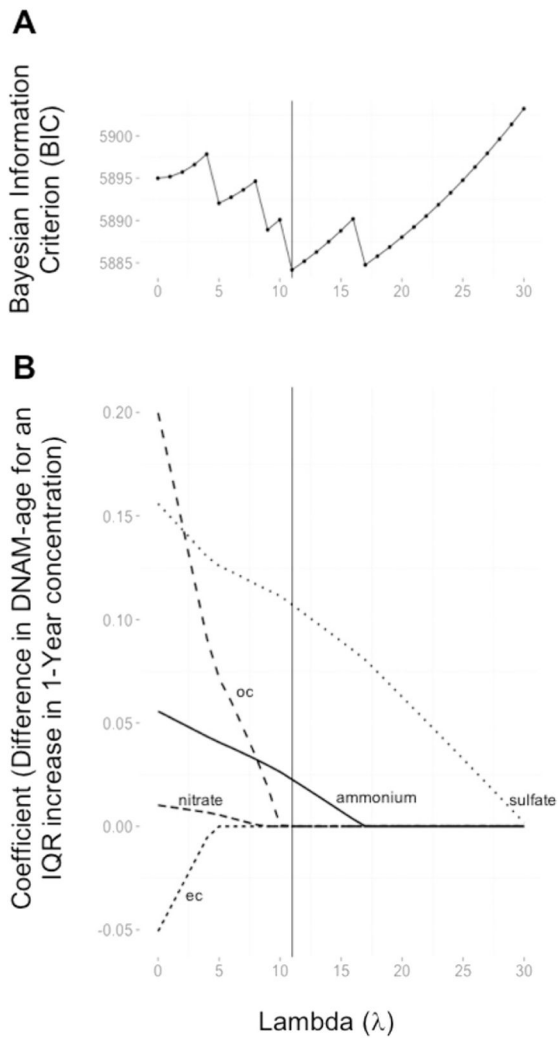 A
Bayesian Information
Criterion (BIC)
5900
5895
5890
5885
0 5 10 15 20 25 30
B
Coefficient (Difference in DNAM-age for an
IQR increase in 1-Year concentration)
0.20
0.15
0.10
0.05
0.00
-0.05
oc
nitrate
ammonium
sulfate
ec
0 5 10 15 20 25 30
Lambda (λ)